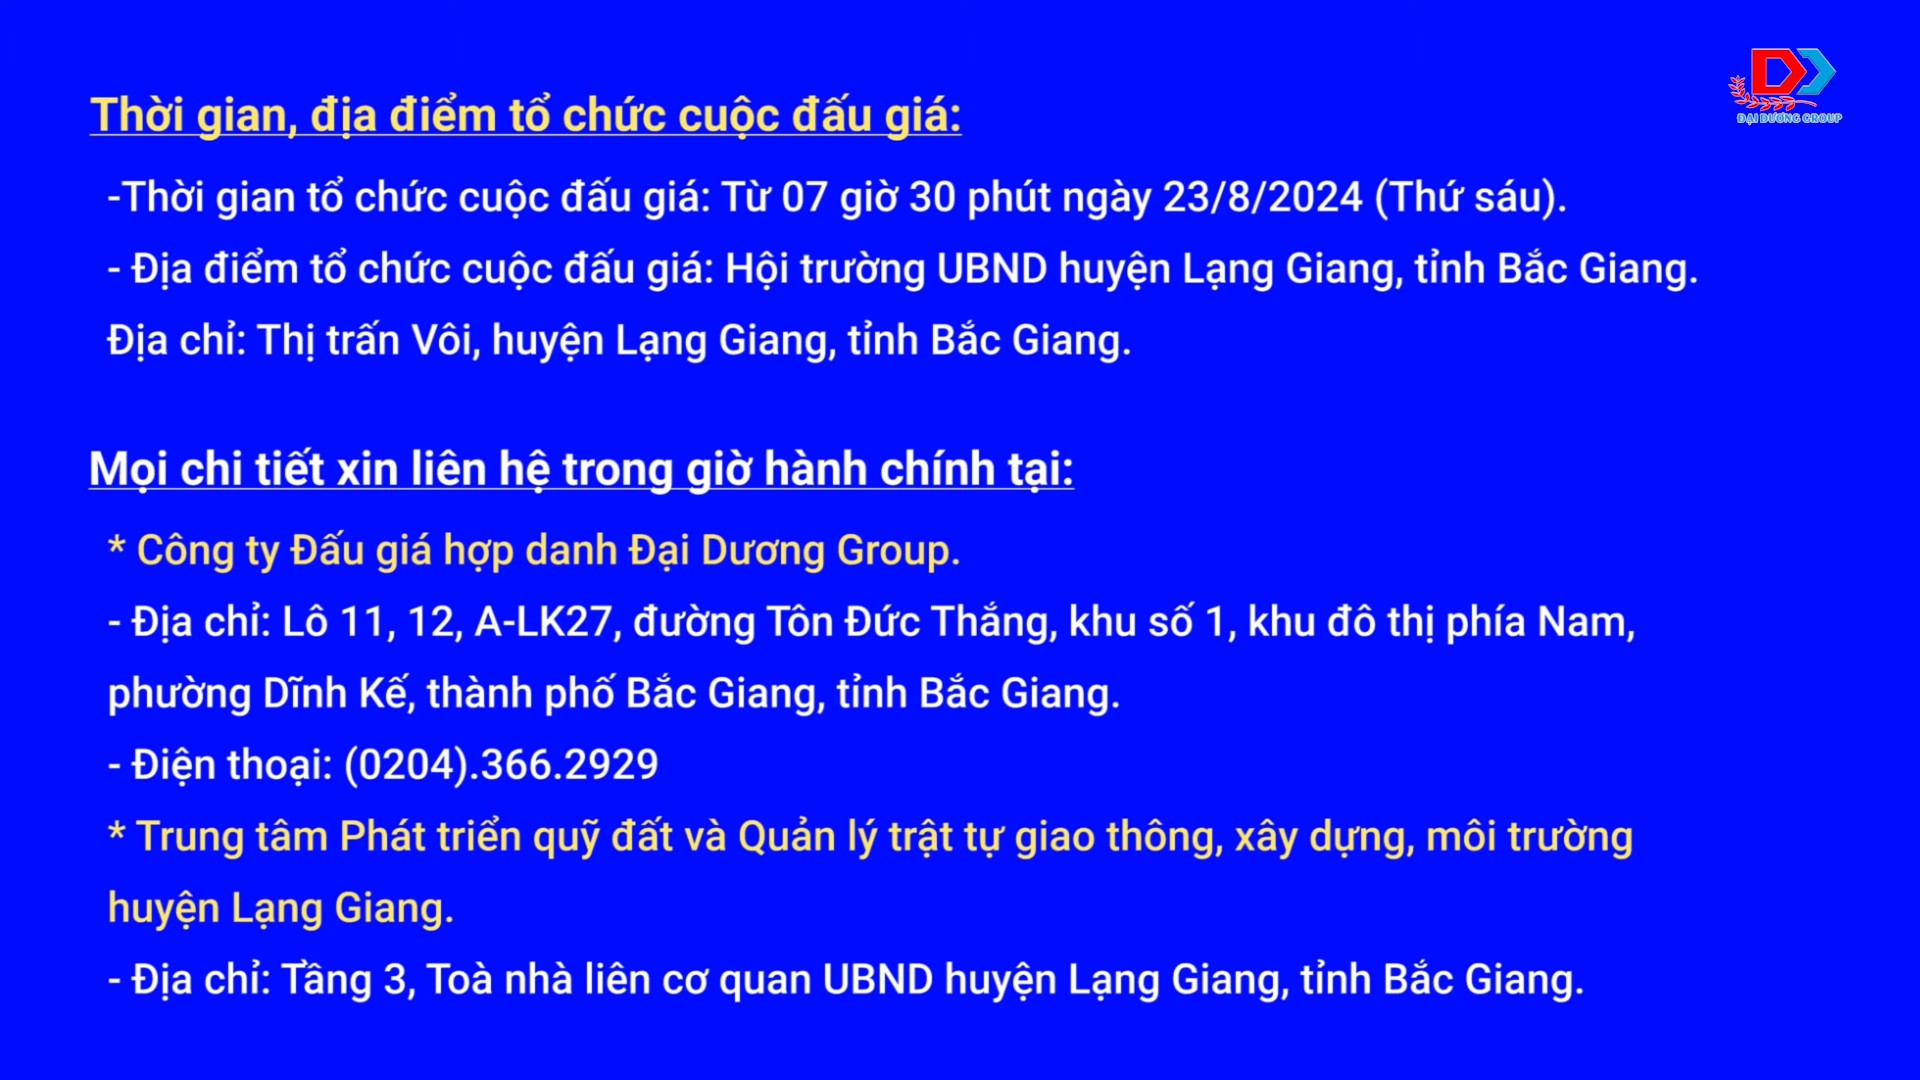 ĐẠI DƯƠNG GROUP
Thời gian, địa điểm tổ chức cuộc đấu giá:
-Thời gian tổ chức cuộc đấu giá: Từ 07 giờ 30 phút ngày 23/8/2024 (Thứ sáu).
- Địa điểm tổ chức cuộc đấu giá: Hội trường UBND huyện Lạng Giang, tỉnh Bắc Giang.
Địa chỉ: Thị trấn Vôi, huyện Lạng Giang, tỉnh Bắc Giang.
Mọi chi tiết xin liên hệ trong giờ hành chính tại:
* Công ty Đấu giá hợp danh Đại Dương Group.
- Địa chỉ: Lô 11, 12, A-LK27, đường Tôn Đức Thắng, khu số 1, khu đô thị phía Nam,
phường Dĩnh Kế, thành phố Bắc Giang, tỉnh Bắc Giang.
- Điện thoại: (0204).366.2929
* Trung tâm Phát triển quỹ đất và Quản lý trật tự giao thông, xây dựng, môi trường
huyện Lạng Giang.
- Địa chỉ: Tầng 3, Toà nhà liên cơ quan UBND huyện Lạng Giang, tỉnh Bắc Giang.